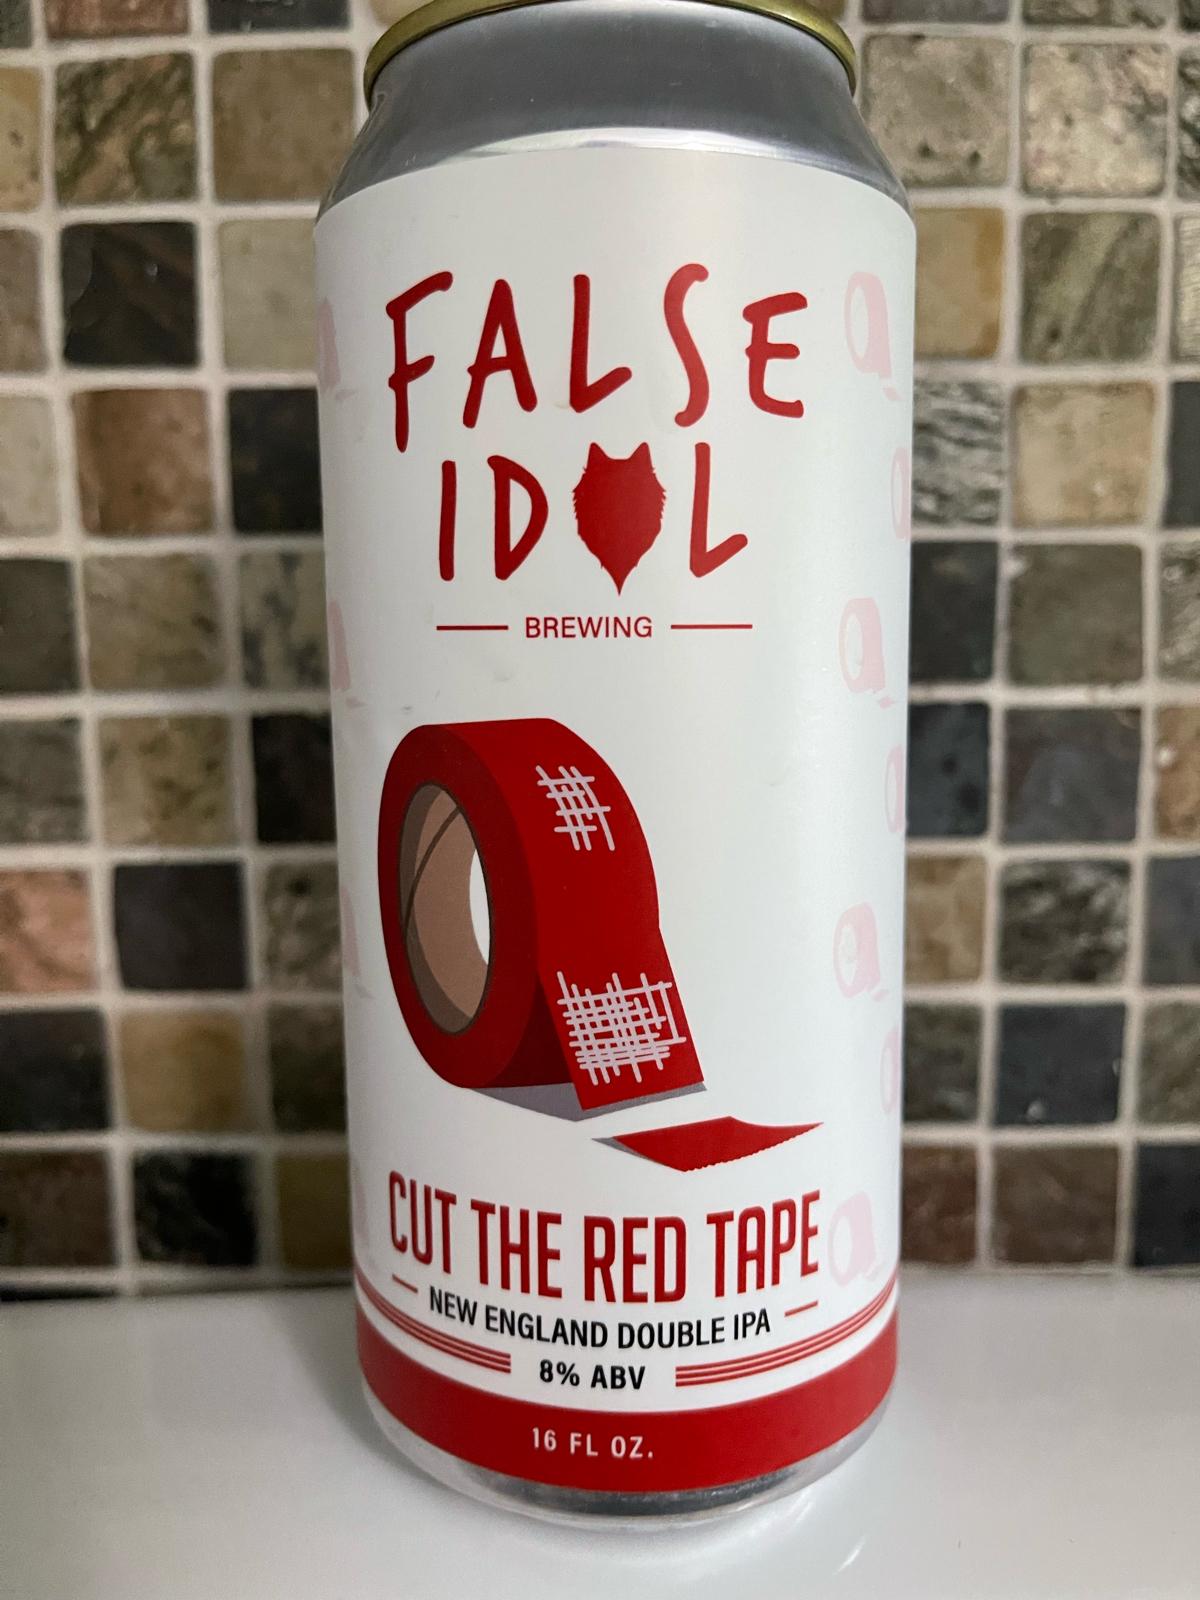 FALSE
IDOL
BREWING
CUT THE RED TAPE
NEW ENGLAND DOUBLE IPA
8% ABV
16 FL OZ.